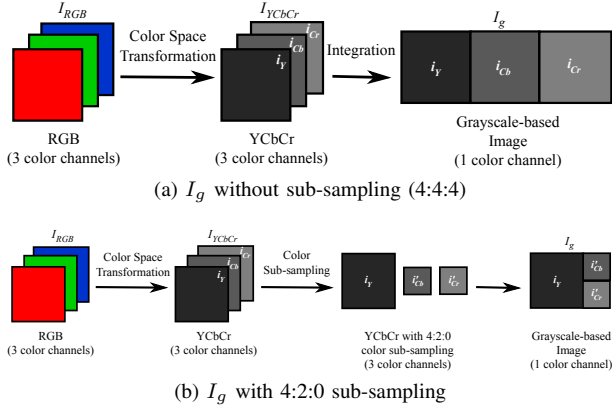 I_RGB
I_YCbCr
I_g
Color Space
Transformation
Integration
i_Cr
i_Cb
i_Y
i_Y
i_Cb
i_Cr
RGB
(3 color channels)
YCbCr
(3 color channels)
Grayscale-based
Image
(1 color channel)
(a) I_g without sub-sampling (4:4:4)
I_RGB
I_YCbCr
I_g
Color Space
Transformation
Color
Sub-sampling
i_Cr
i_Cb
i_Y
i_Y
i'_Cb
i'_Cr
i_Y
i'_Cb
i'_Cr
RGB
(3 color channels)
YCbCr
(3 color channels)
YCbCr with 4:2:0
color sub-sampling
(3 color channels)
Grayscale-based
Image
(1 color channel)
(b) I_g with 4:2:0 sub-sampling